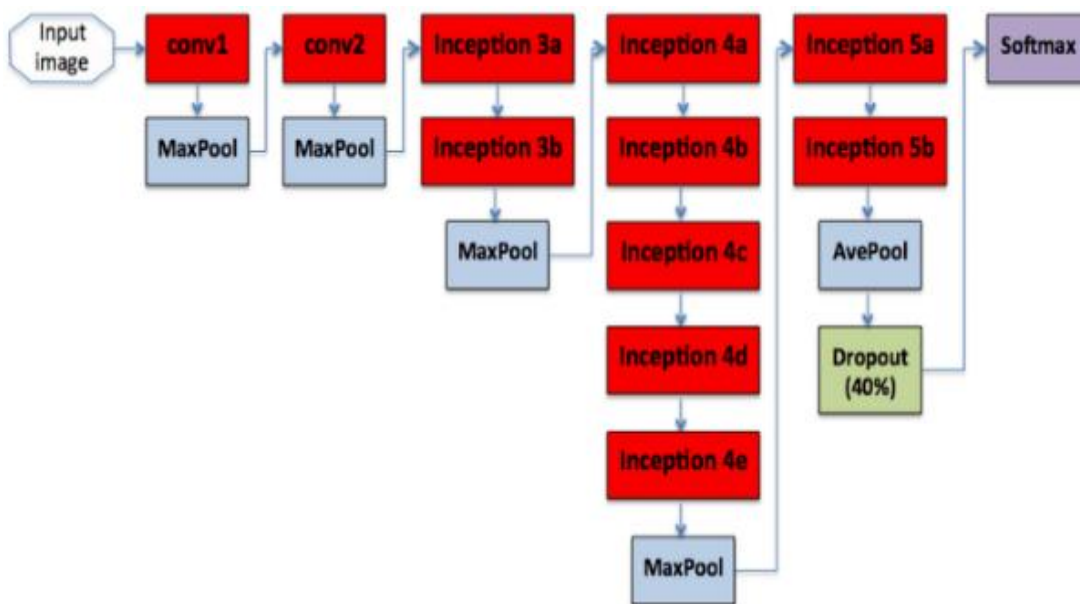 Input
image
conv1
MaxPool
conv2
MaxPool
Inception 3a
Inception 3b
MaxPool
Inception 4a
Inception 4b
Inception 4c
Inception 4d
Inception 4e
MaxPool
Inception 5a
Inception 5b
AvePool
Dropout
(40%)
Softmax